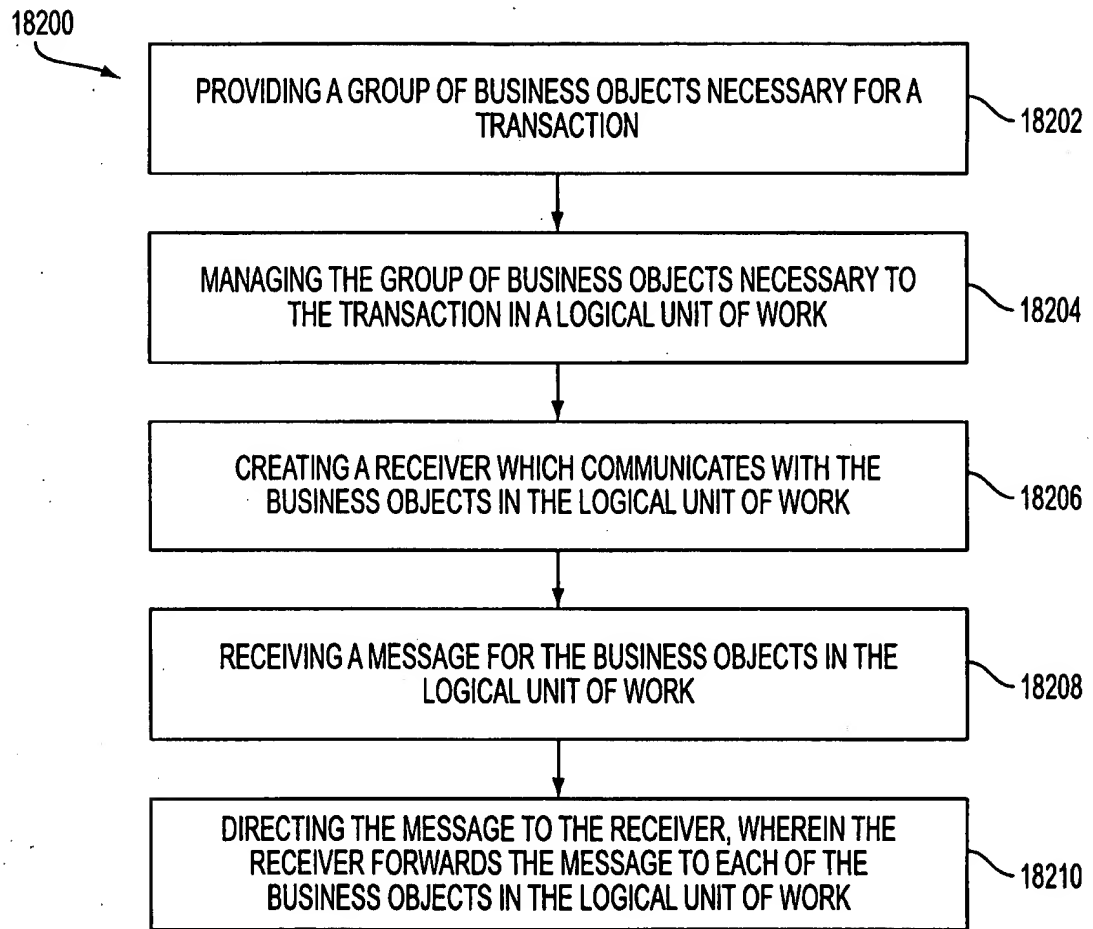 18200
PROVIDING A GROUP OF BUSINESS OBJECTS NECESSARY FOR A
TRANSACTION
18202
MANAGING THE GROUP OF BUSINESS OBJECTS NECESSARY TO
THE TRANSACTION IN A LOGICAL UNIT OF WORK
18204
CREATING A RECEIVER WHICH COMMUNICATES WITH THE
BUSINESS OBJECTS IN THE LOGICAL UNIT OF WORK
18206
RECEIVING A MESSAGE FOR THE BUSINESS OBJECTS IN THE
LOGICAL UNIT OF WORK
18208
DIRECTING THE MESSAGE TO THE RECEIVER, WHEREIN THE
RECEIVER FORWARDS THE MESSAGE TO EACH OF THE
BUSINESS OBJECTS IN THE LOGICAL UNIT OF WORK
18210